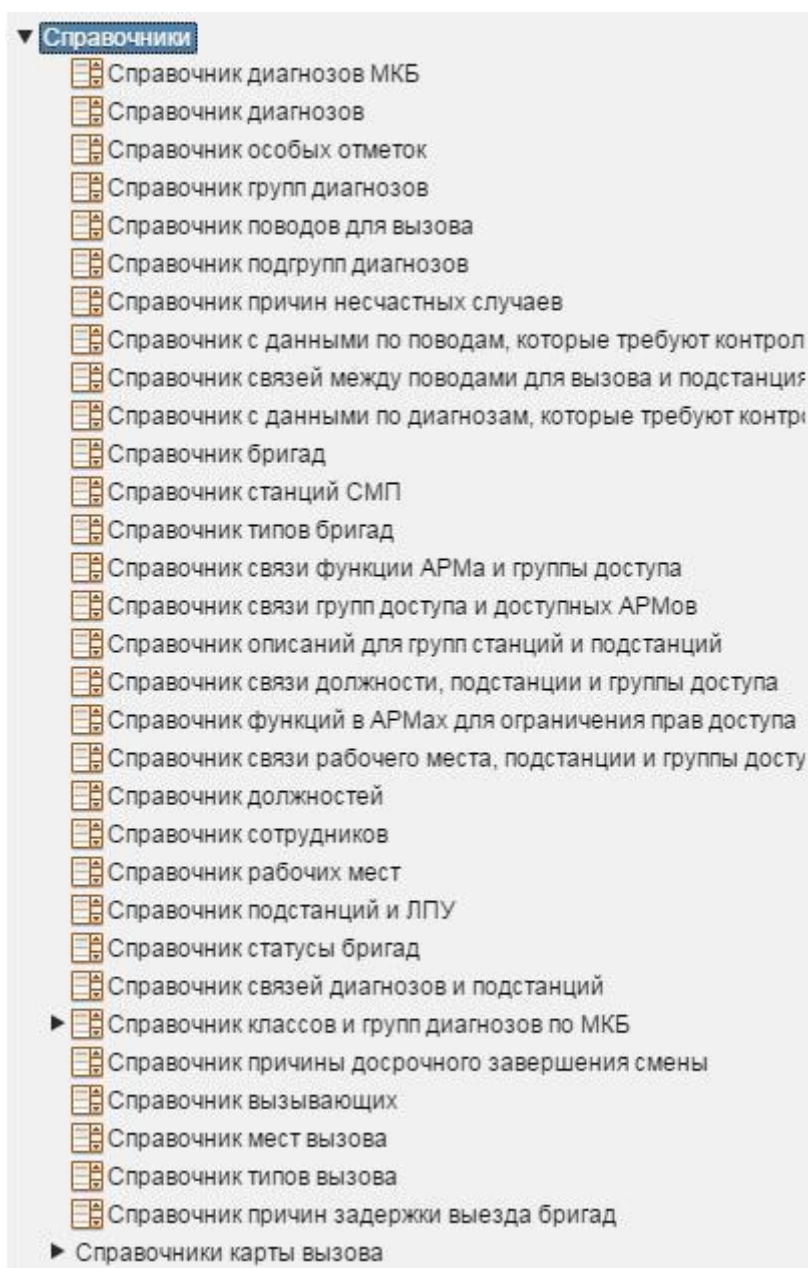 Справочники
Справочник диагнозов МКБ
Справочник диагнозов
Справочник особых отметок
Справочник групп диагнозов
Справочник поводов для вызова
Справочник подгрупп диагнозов
Справочник причин несчастных случаев
Справочник с данными по поводам, которые требуют контрол
Справочник связей между поводами для вызова и подстанция
Справочник с данными по диагнозам, которые требуют контро
Справочник бригад
Справочник станций СМП
Справочник типов бригад
Справочник связи функции АРМа и группы доступа
Справочник связи групп доступа и доступных АРМов
Справочник описаний для групп станций и подстанций
Справочник связи должности, подстанции и группы доступа
Справочник функций в АРМах для ограничения прав доступа
Справочник связи рабочего места, подстанции и группы досту
Справочник должностей
Справочник сотрудников
Справочник рабочих мест
Справочник подстанций и ЛПУ
Справочник статусы бригад
Справочник связей диагнозов и подстанций
Справочник классов и групп диагнозов по МКБ
Справочник причины досрочного завершения смены
Справочник вызывающих
Справочник мест вызова
Справочник типов вызова
Справочник причин задержки выезда бригад
Справочники карты вызова